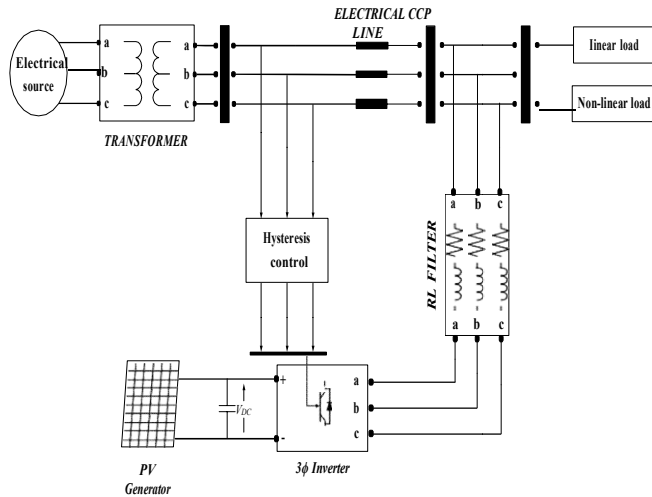 ELECTRICAL CCP
LINE
Electrical
source
a
b
c
a
b
c
TRANSFORMER
linear load
Non-linear load
Hysteresis
control
a b c
RL FILTER
a b c
+
-
VDC
a
b
c
PV
Generator
3ϕ Inverter